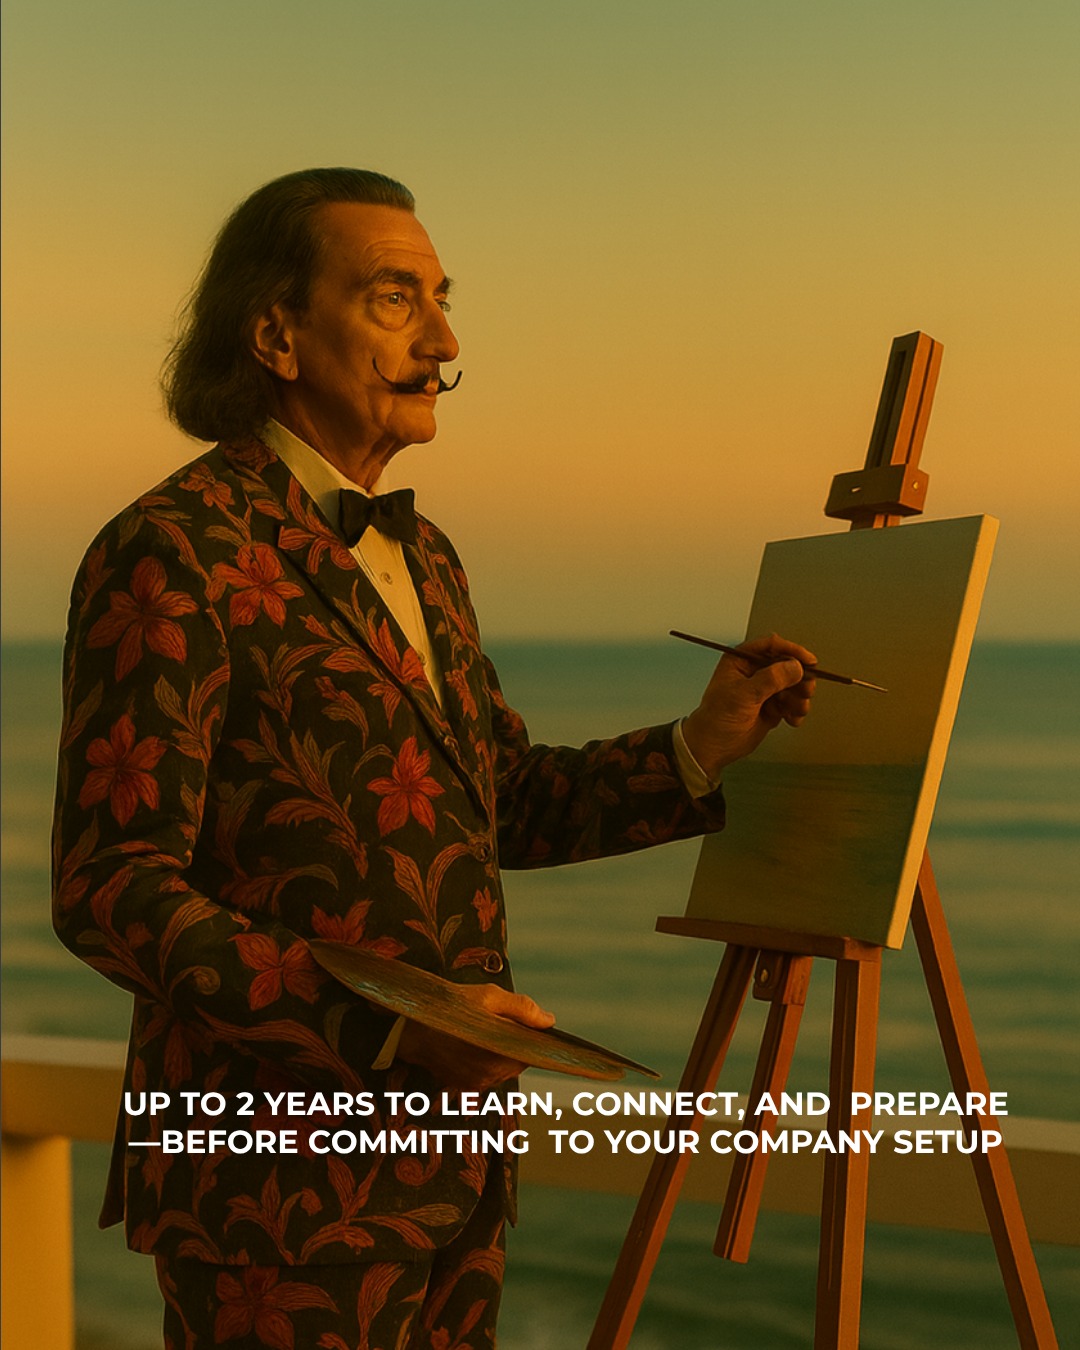 UP TO 2 YEARS TO LEARN, CONNECT, AND  PREPARE
—BEFORE COMMITTING  TO YOUR COMPANY SETUP